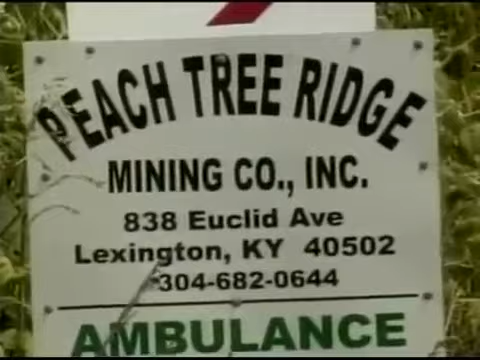 PEACH TREE RIDGE
MINING CO., INC.
838 Euclid Ave
Lexington, KY 40502
304-682-0644
AMBULANCE